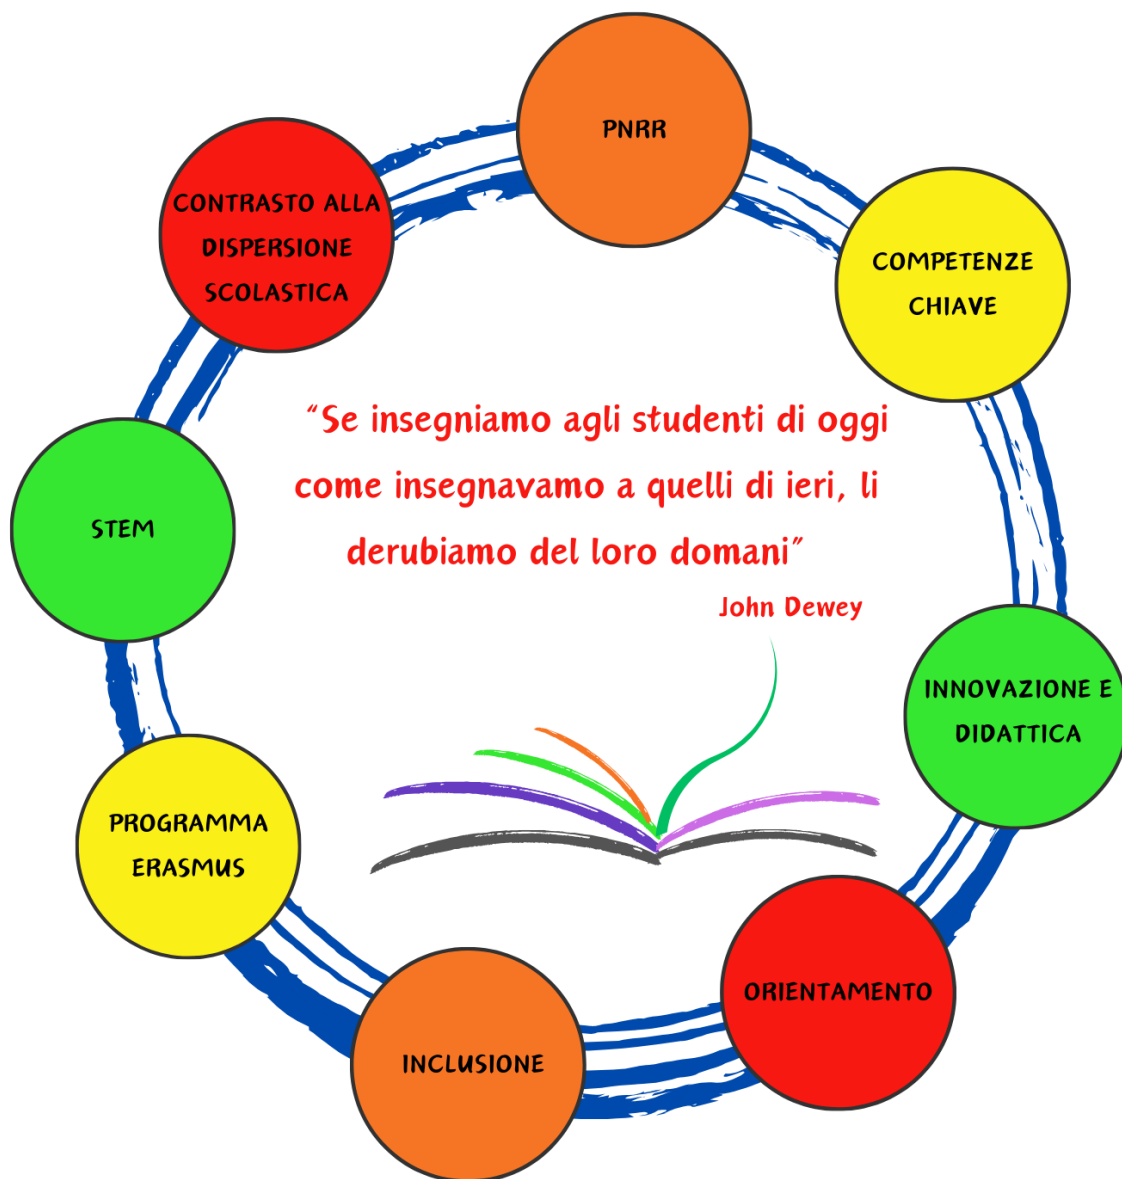 PNRR
COMPETENZE
CHIAVE
INNOVAZIONE E
DIDATTICA
ORIENTAMENTO
INCLUSIONE
PROGRAMMA
ERASMUS
STEM
CONTRASTO ALLA
DISPERSIONE
SCOLASTICA
“Se insegniamo agli studenti di oggi
come insegnavamo a quelli di ieri, li
derubiamo del loro domani”
John Dewey